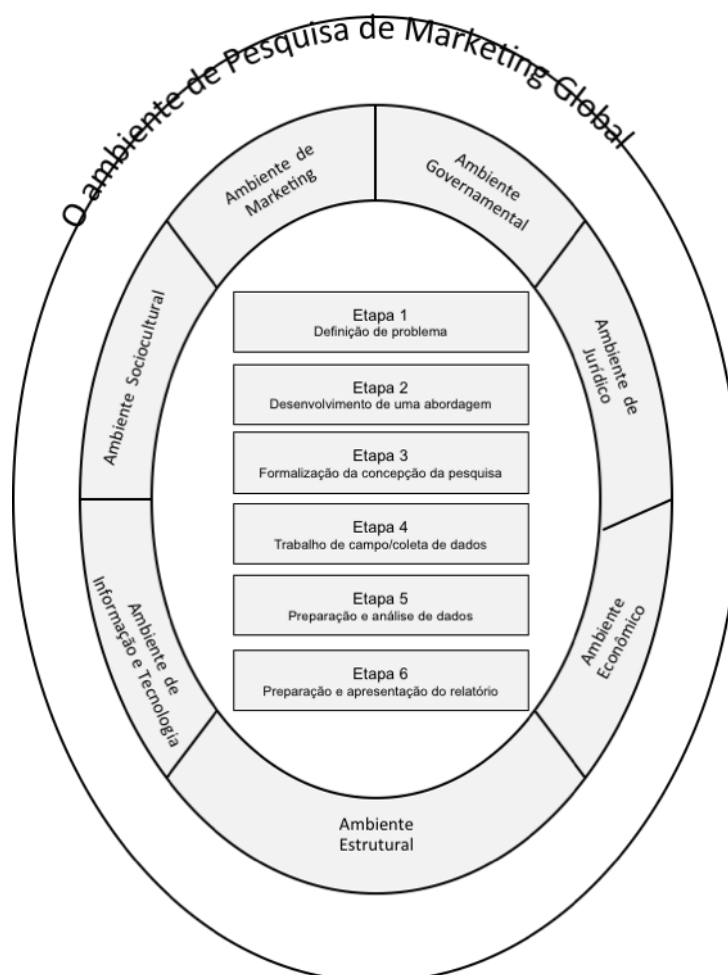 O ambiente de Pesquisa de Marketing Global
Ambiente de
Marketing
Ambiente
Governamental
Ambiente Sociocultural
Ambiente de
Jurídico
Etapa 1
Definição de problema
Etapa 2
Desenvolvimento de uma abordagem
Etapa 3
Formalização da concepção da pesquisa
Etapa 4
Trabalho de campo/coleta de dados
Etapa 5
Preparação e análise de dados
Etapa 6
Preparação e apresentação do relatório
Ambiente de
Informação e Tecnologia
Ambiente
Econômico
Ambiente
Estrutural